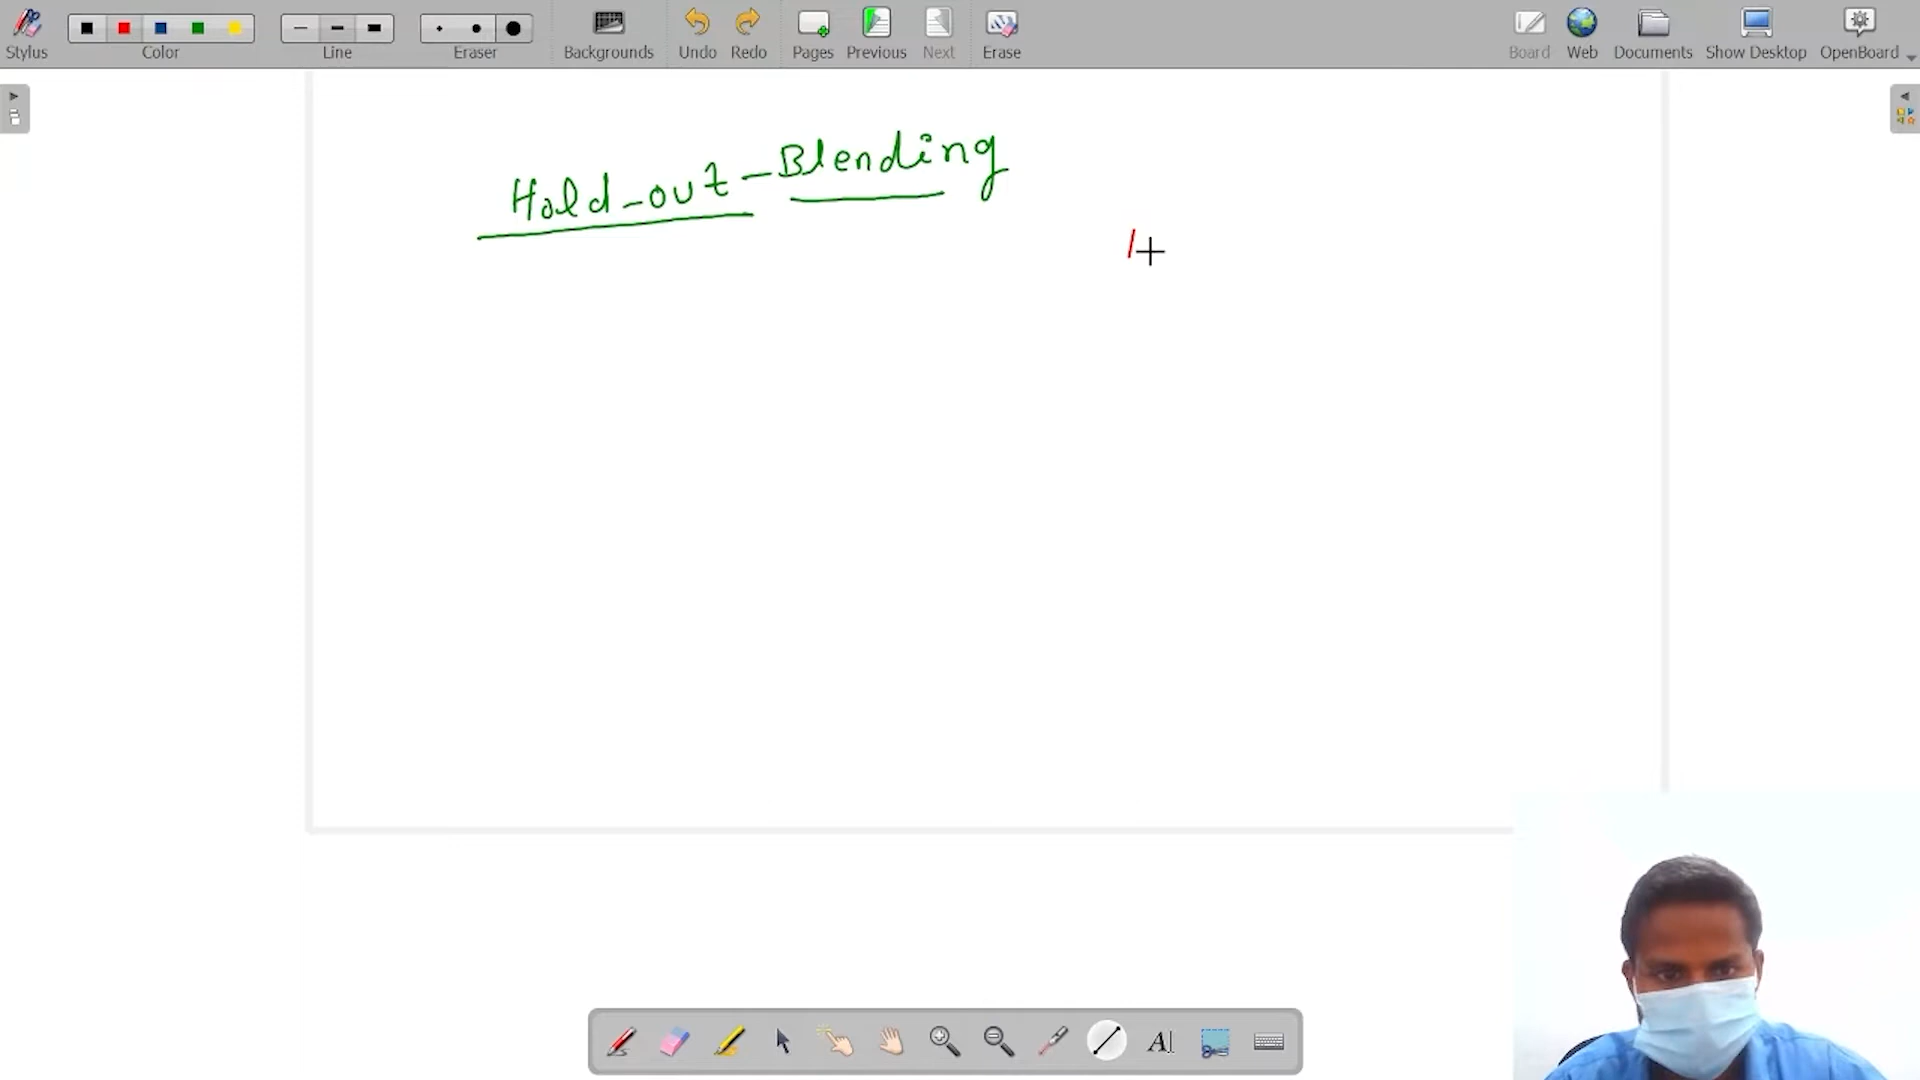 Stylus Color Line Eraser Backgrounds Undo Redo Pages Previous Next Erase Board Web Documents Show Desktop OpenBoard
Hold-out-Blending
A